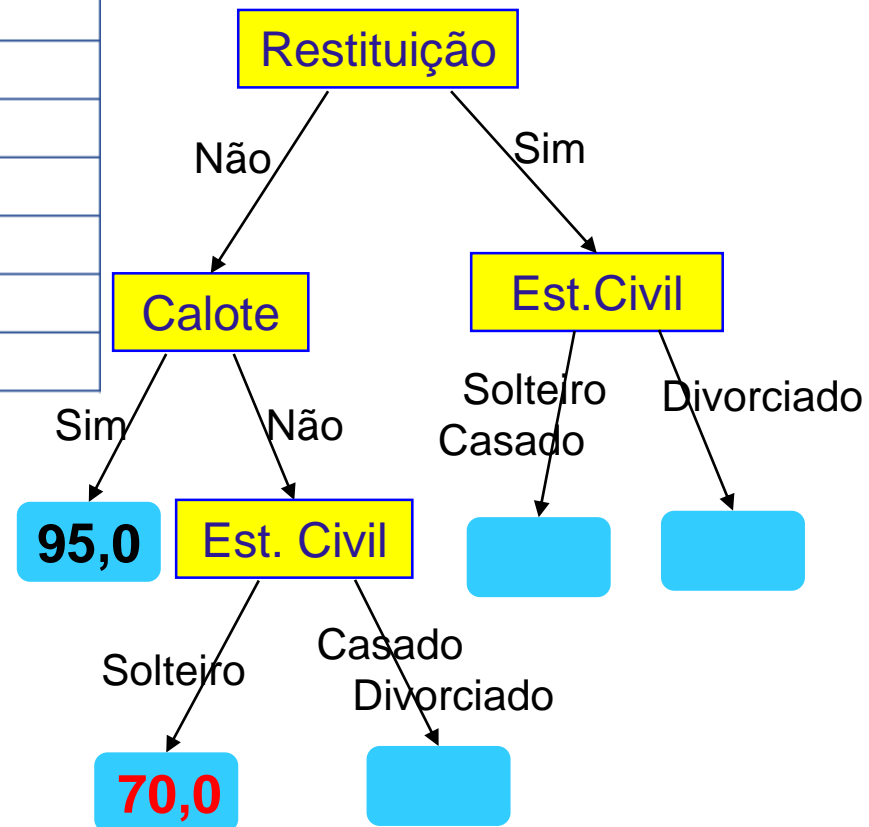 Restituição
Não
Sim
Calote
Est.Civil
Sim
Não
Solteiro
Casado
Divorciado
95,0
Est. Civil
Solteiro
Casado
Divorciado
70,0